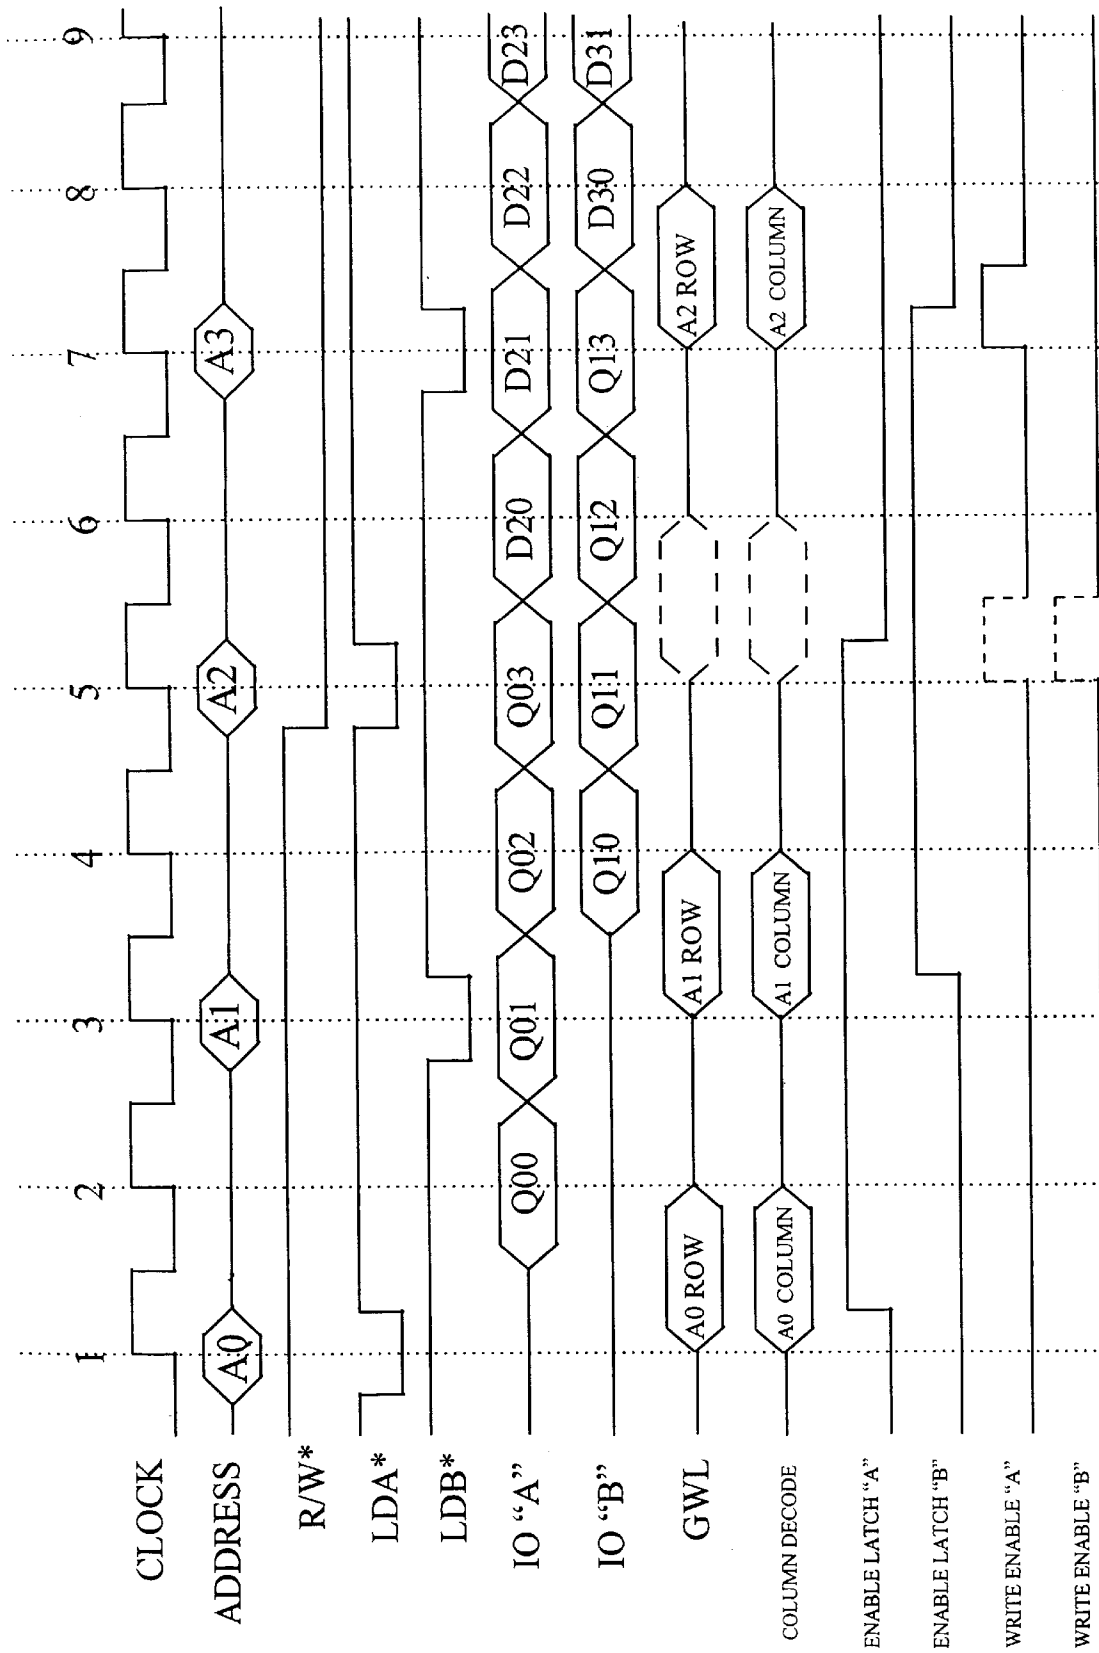 1 2 3 4 5 6 7 8 9
CLOCK
ADDRESS A0 A1 A2 A3
R/W*
LDA*
LDB*
IO “A” Q00 Q01 Q02 Q03 D20 D21 D22 D23
IO “B” Q10 Q11 Q12 Q13 D30 D31
GWL A0 ROW A1 ROW A2 ROW
COLUMN DECODE A0 COLUMN A1 COLUMN A2 COLUMN
ENABLE LATCH “A”
ENABLE LATCH “B”
WRITE ENABLE “A”
WRITE ENABLE “B”